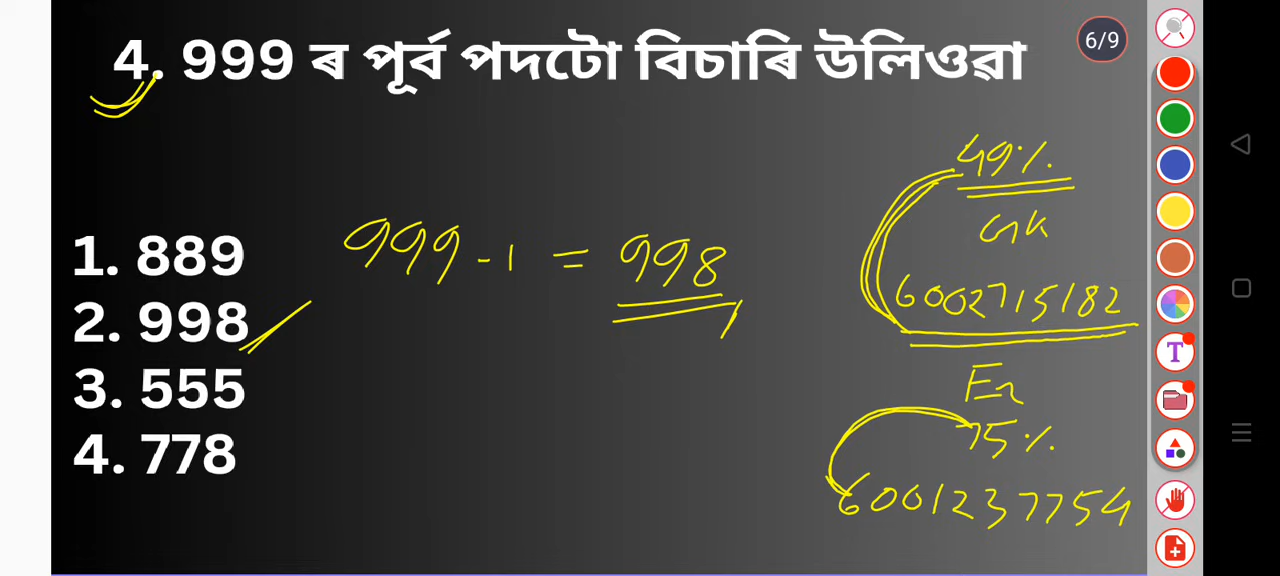 4. 999 ৰ পূৰ্ব পদটো বিচাৰি উলিওৱা
6/9
1. 889
2. 998
3. 555
4. 778
999 - 1 = 998
49%
GK
6002715182
En
75%
6001237754
T